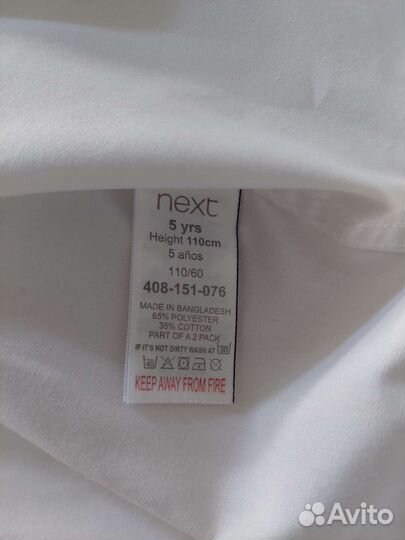 next
5 yrs
Height 110cm
5 años
110/60
408-151-076
MADE IN BANGLADESH
65% POLYESTER
35% COTTON
PART OF A 2 PACK
IF IT'S NOT DIRTY WASH AT 30
40
KEEP AWAY FROM FIRE
Avito